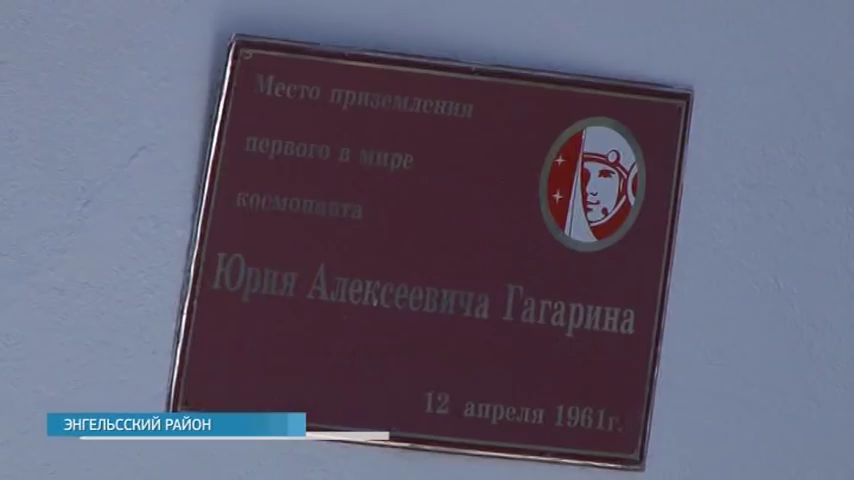 Место приземления
первого в мире
космонавта
Юрия Алексеевича Гагарина
12 апреля 1961г.
ЭНГЕЛЬССКИЙ РАЙОН